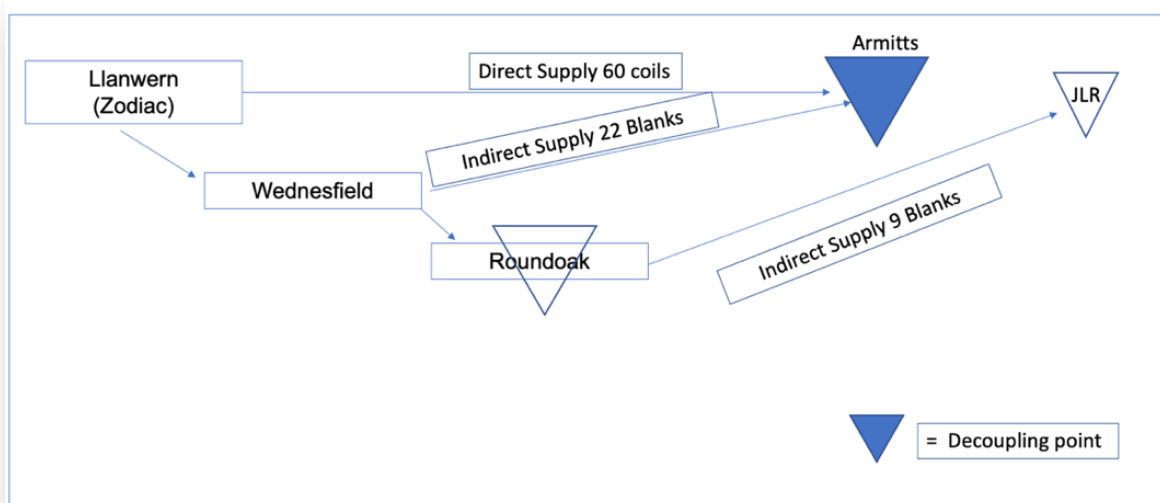 Armitts
Direct Supply 60 coils
Llanwern
(Zodiac)
JLR
Indirect Supply 22 Blanks
Wednesfield
Indirect Supply 9 Blanks
Roundoak
= Decoupling point